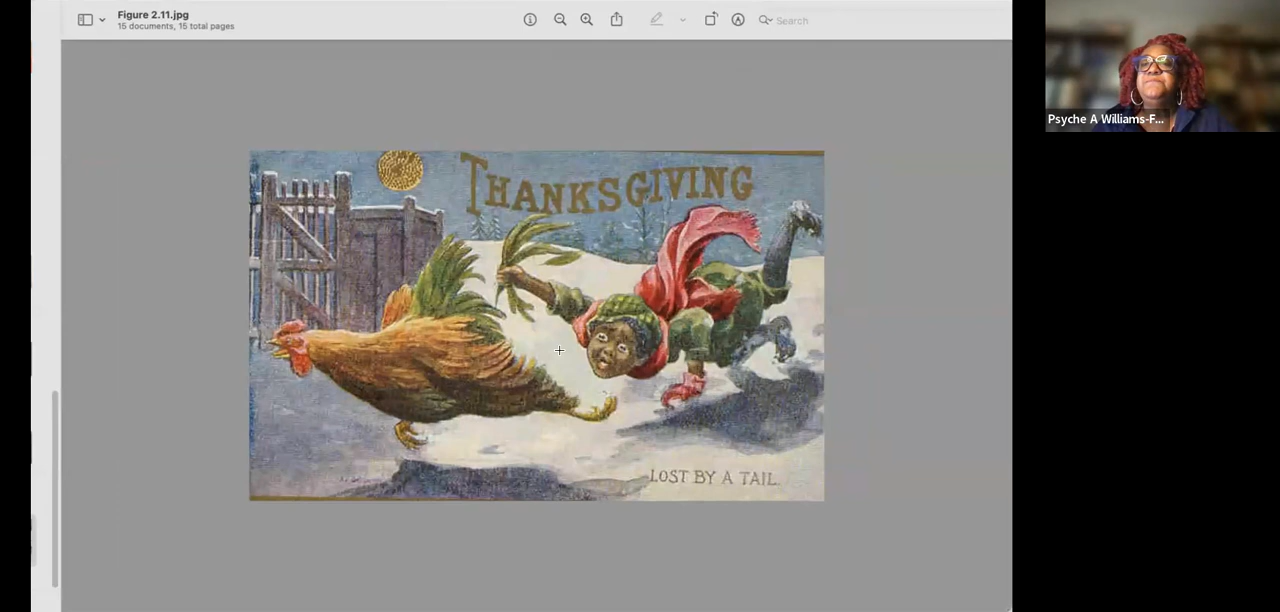 Figure 2.11.jpg
15 documents, 15 total pages
Search
Psyche A Williams-F...
THANKSGIVING
LOST BY A TAIL.